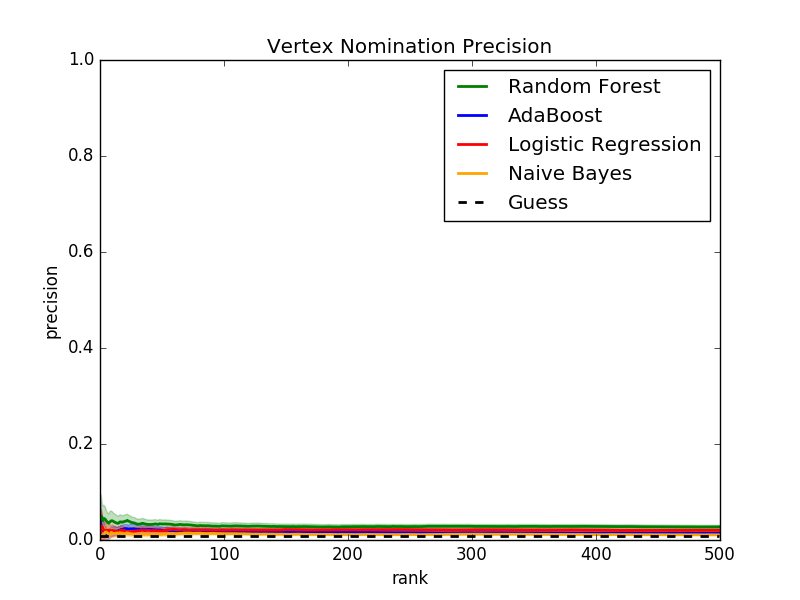 Vertex Nomination Precision
1.0
0.8
0.6
0.4
0.2
0.0
precision
Random Forest
AdaBoost
Logistic Regression
Naive Bayes
Guess
0 100 200 300 400 500
rank